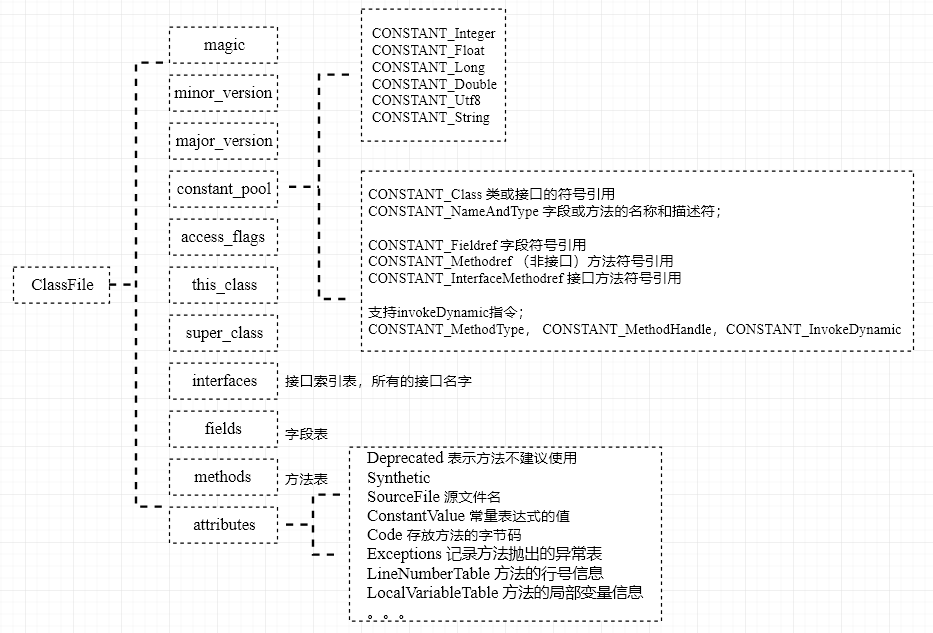 ClassFile
magic
minor_version
major_version
constant_pool
access_flags
this_class
super_class
interfaces
接口索引表，所有的接口名字
fields
字段表
methods
方法表
attributes
CONSTANT_Integer
CONSTANT_Float
CONSTANT_Long
CONSTANT_Double
CONSTANT_Utf8
CONSTANT_String
CONSTANT_Class 类或接口的符号引用
CONSTANT_NameAndType 字段或方法的名称和描述符；
CONSTANT_Fieldref 字段符号引用
CONSTANT_Methodref （非接口）方法符号引用
CONSTANT_InterfaceMethodref 接口方法符号引用
支持invokeDynamic指令；
CONSTANT_MethodType， CONSTANT_MethodHandle，CONSTANT_InvokeDynamic
Deprecated 表示方法不建议使用
Synthetic
SourceFile 源文件名
ConstantValue 常量表达式的值
Code 存放方法的字节码
Exceptions 记录方法抛出的异常表
LineNumberTable 方法的行号信息
LocalVariableTable 方法的局部变量信息
。。。